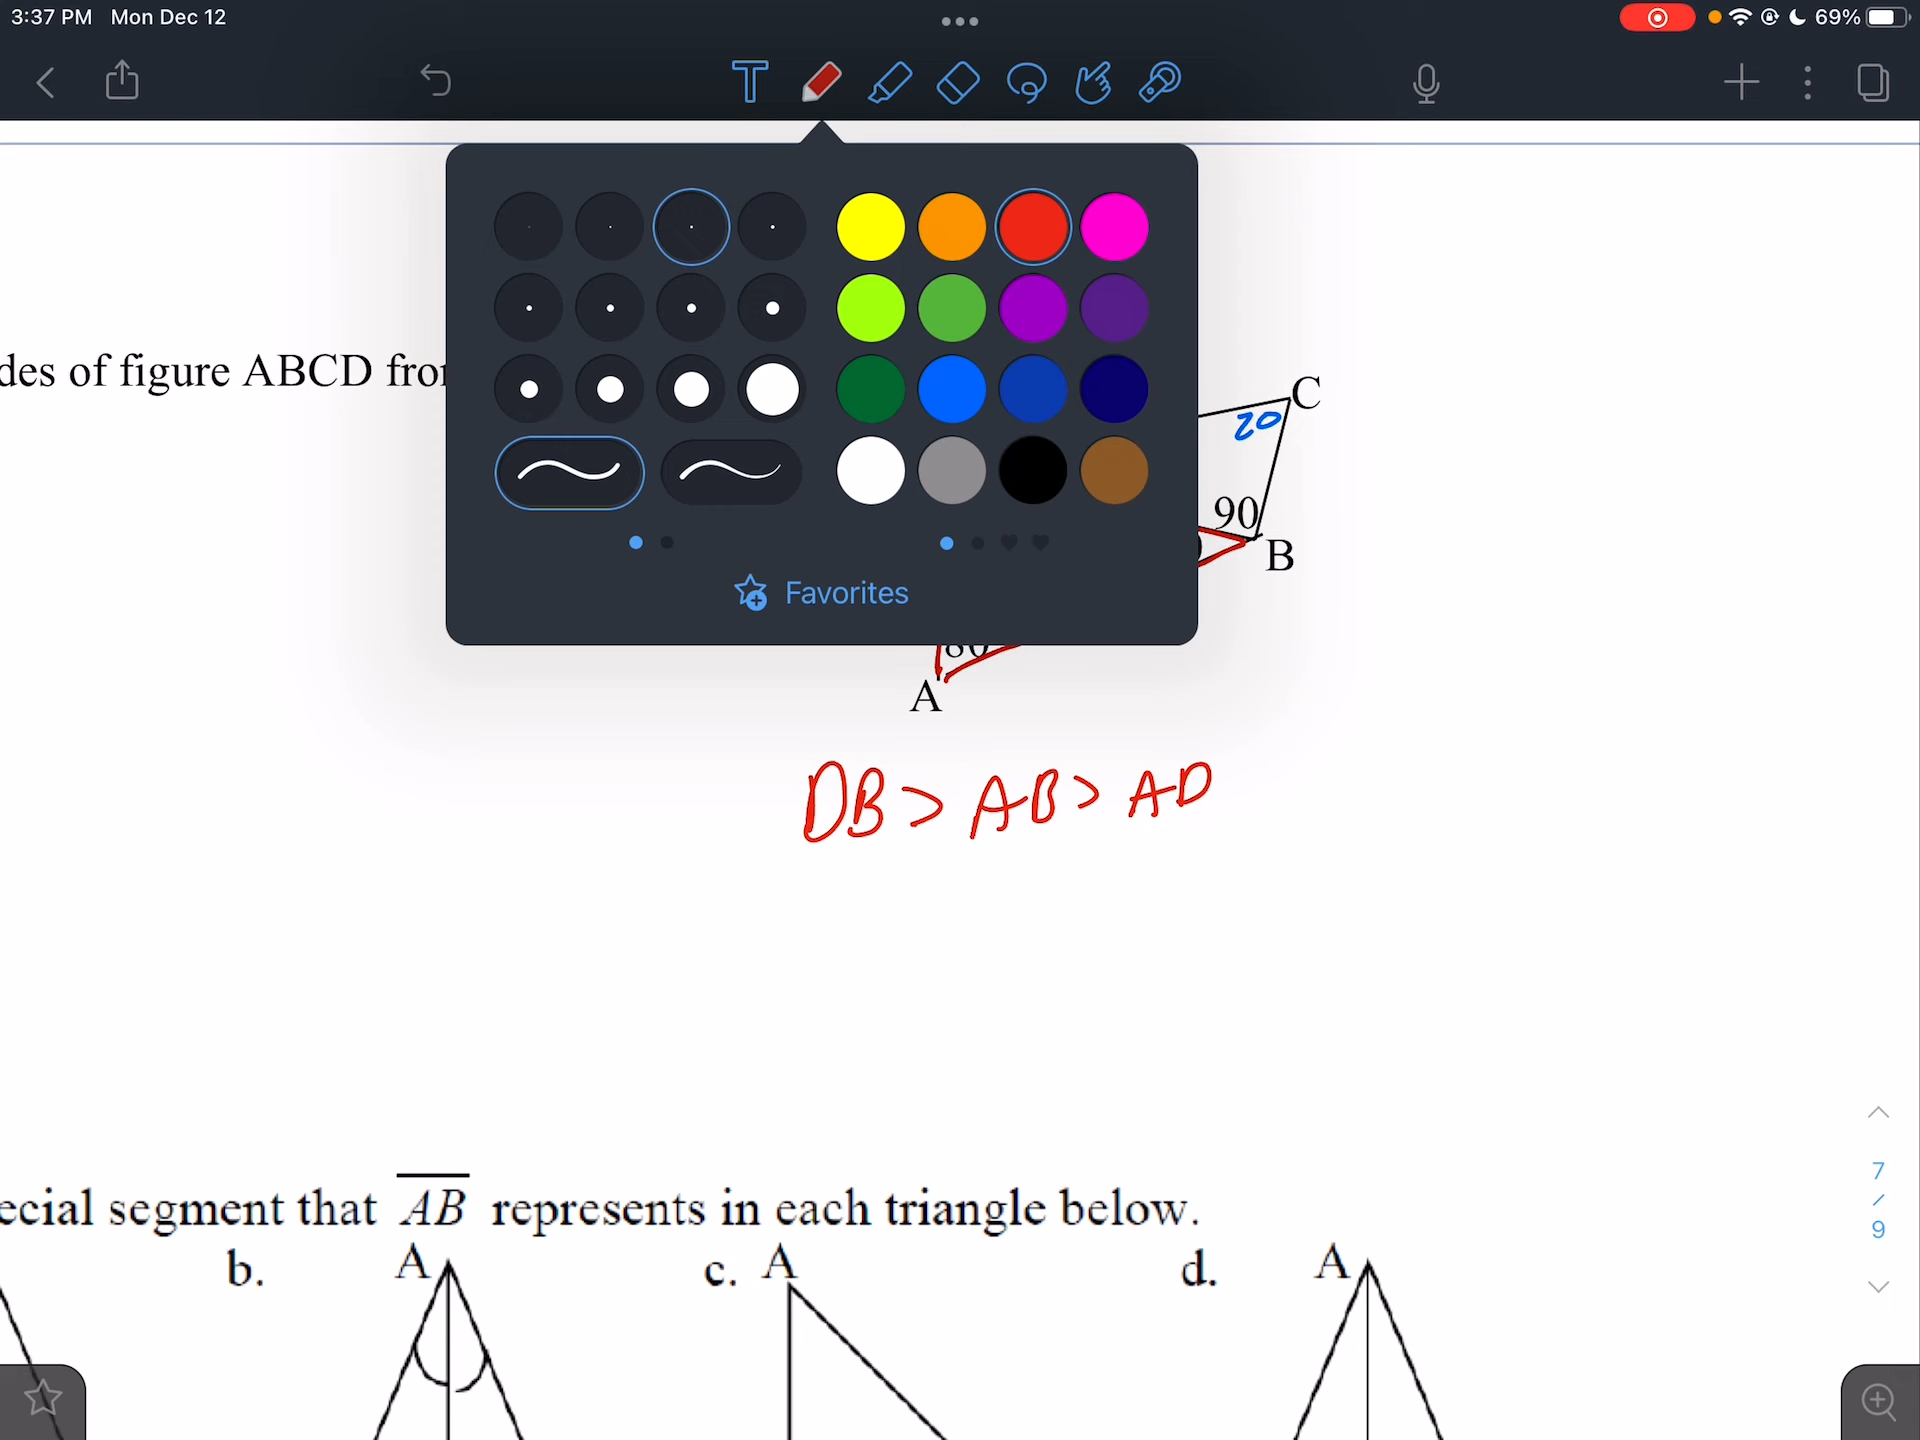 3:37 PM Mon Dec 12
69%
T
Favorites
des of figure ABCD
C
20
90
B
80
A
DB > AB > AD
7
/
9
ecial segment that AB represents in each triangle below.
b. A c. A d. A